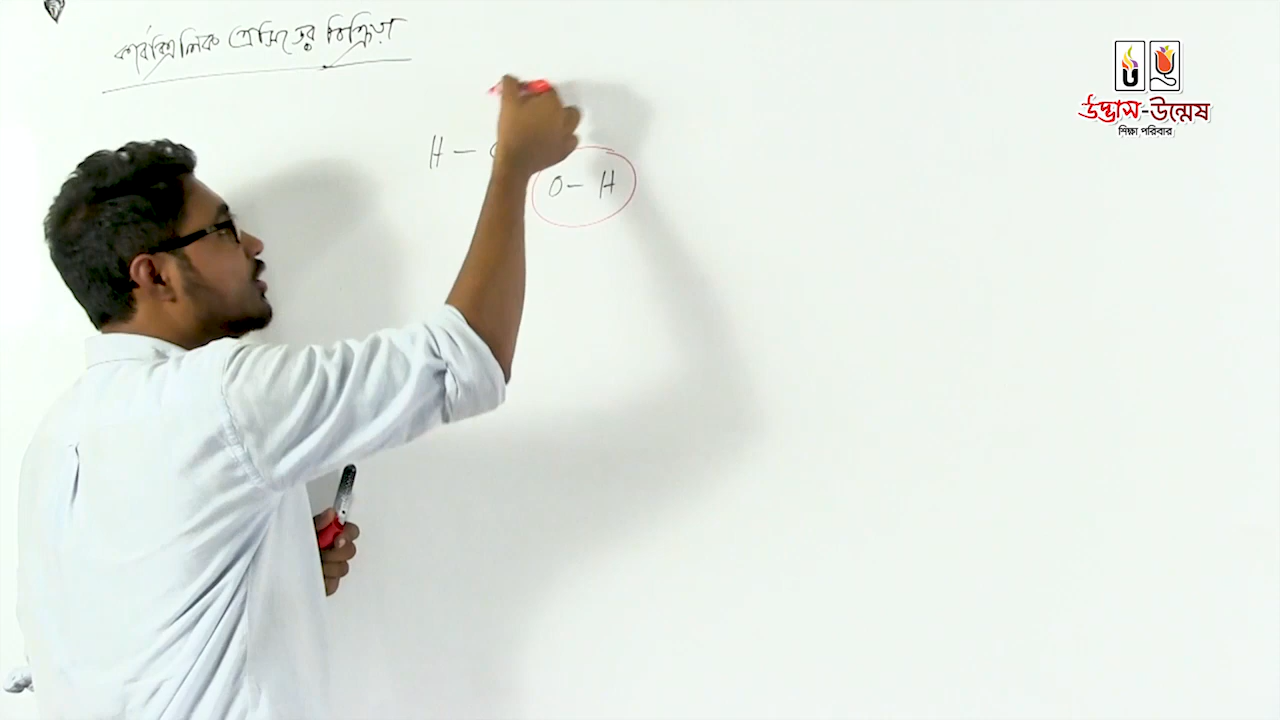 কার্বক্সিলিক এসিডের বিক্রিয়া
H —
O — H
উদ্ভাস-উন্মেষ
শিক্ষা পরিবার